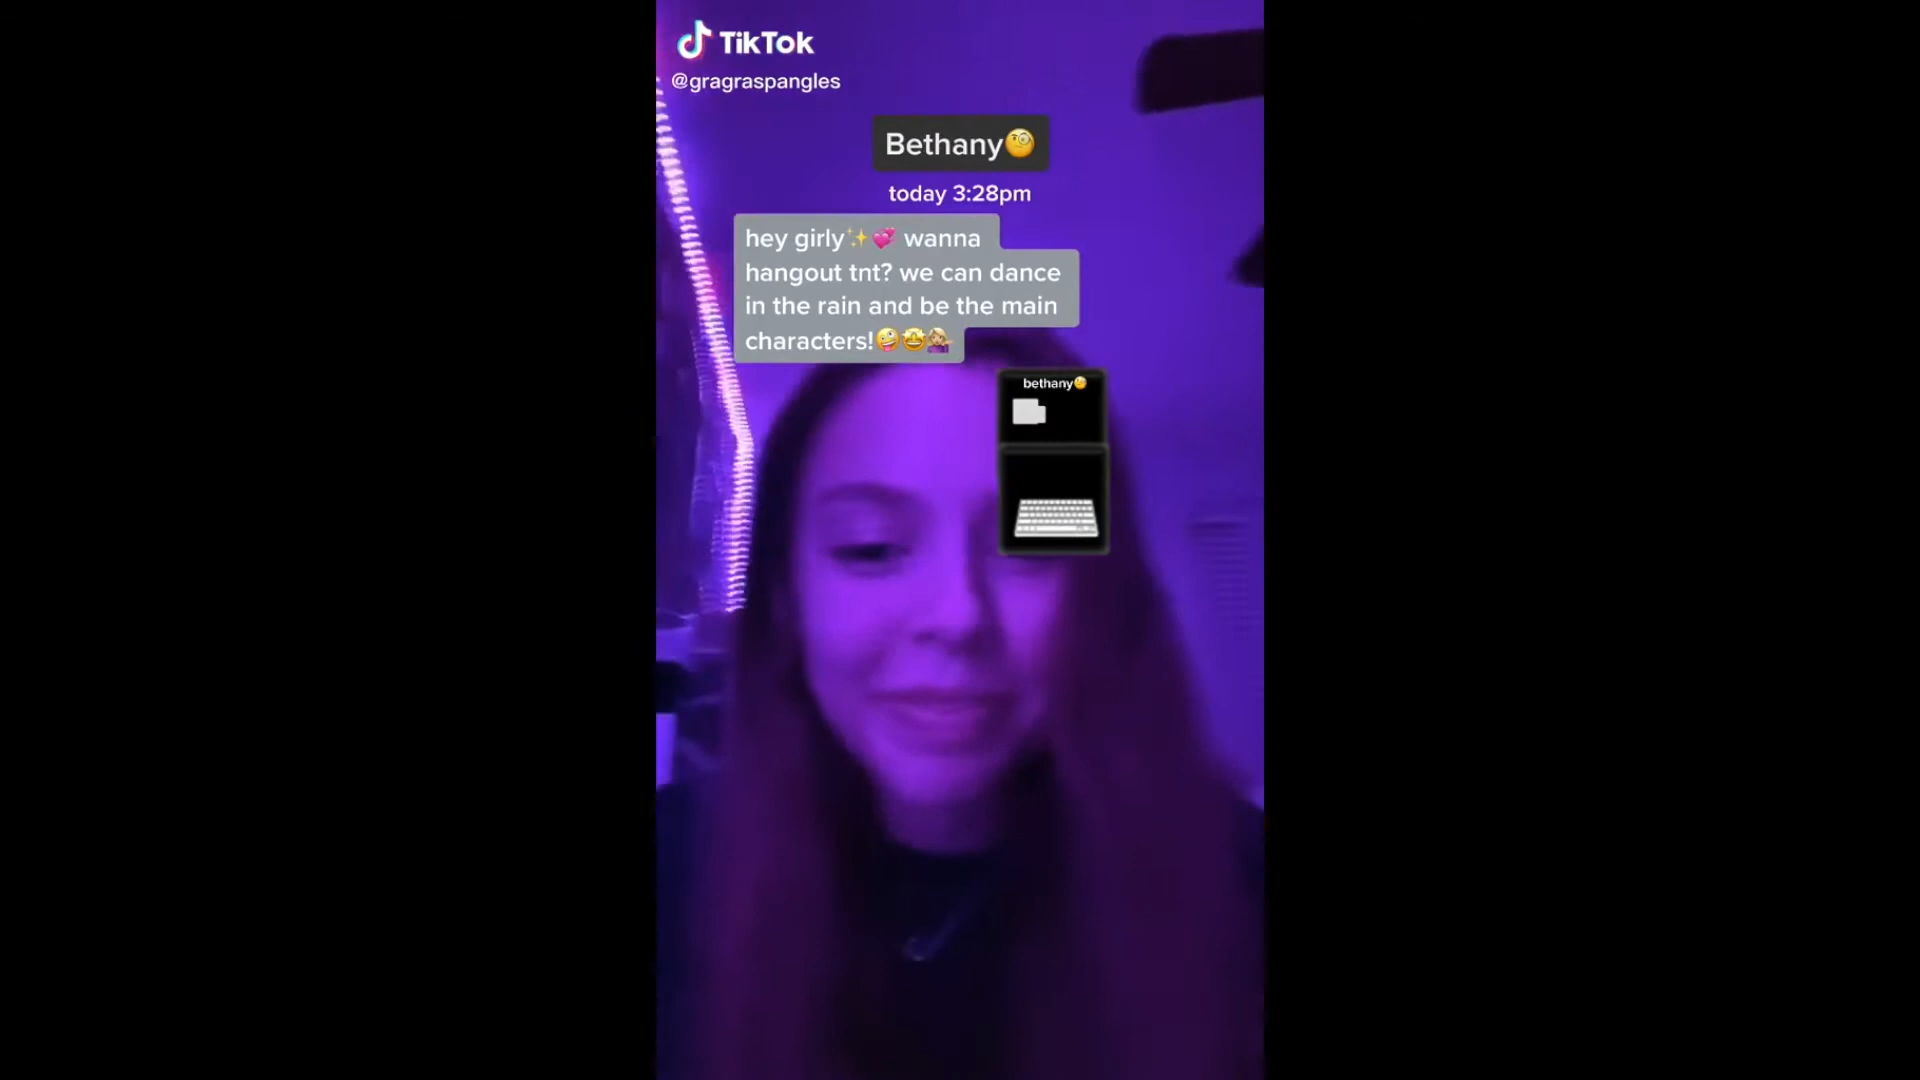 TikTok
@gragraspangles
Bethany🧐
today 3:28pm
hey girly✨💞 wanna
hangout tnt? we can dance
in the rain and be the main
characters!🤪🤩💁🏼‍♀️
bethany🧐